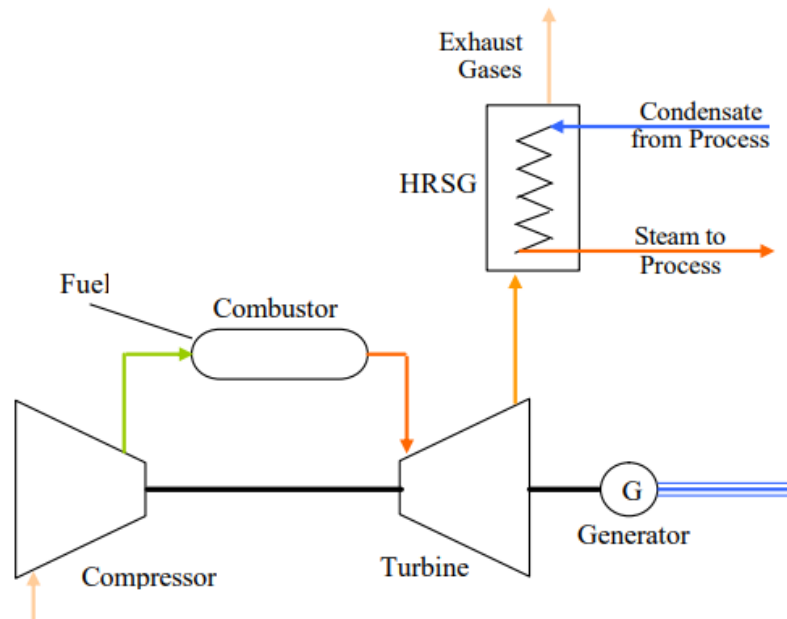 Exhaust
Gases
Condensate
from Process
HRSG
Steam to
Process
Fuel
Combustor
G
Generator
Turbine
Compressor